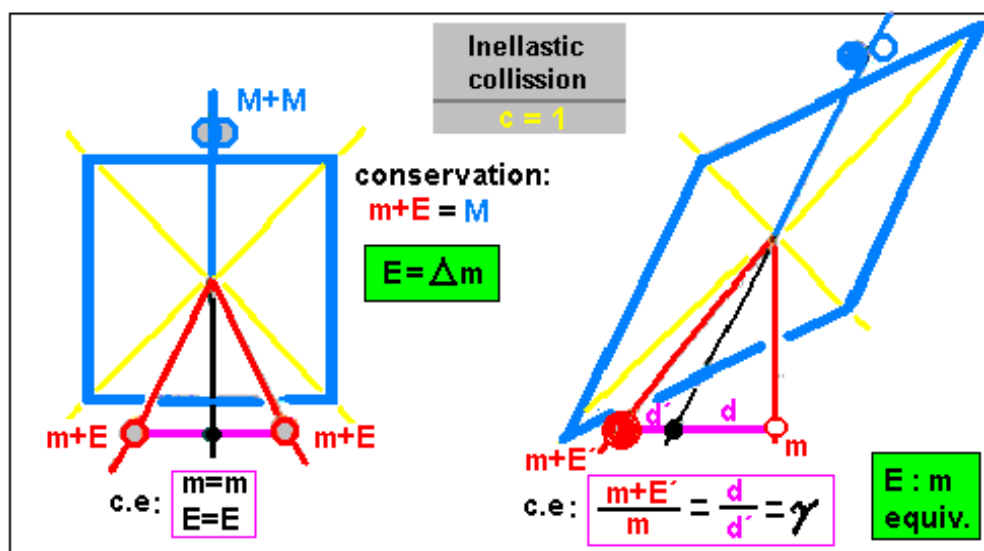 Inellastic
collission
c = 1
M+M
conservation:
m+E = M
E = Δm
m+E
m+E
c.e:
m=m
E=E
d´
d
m+E´
m
c.e:
m+E´
m
= d
d´
= γ
E : m
equiv.